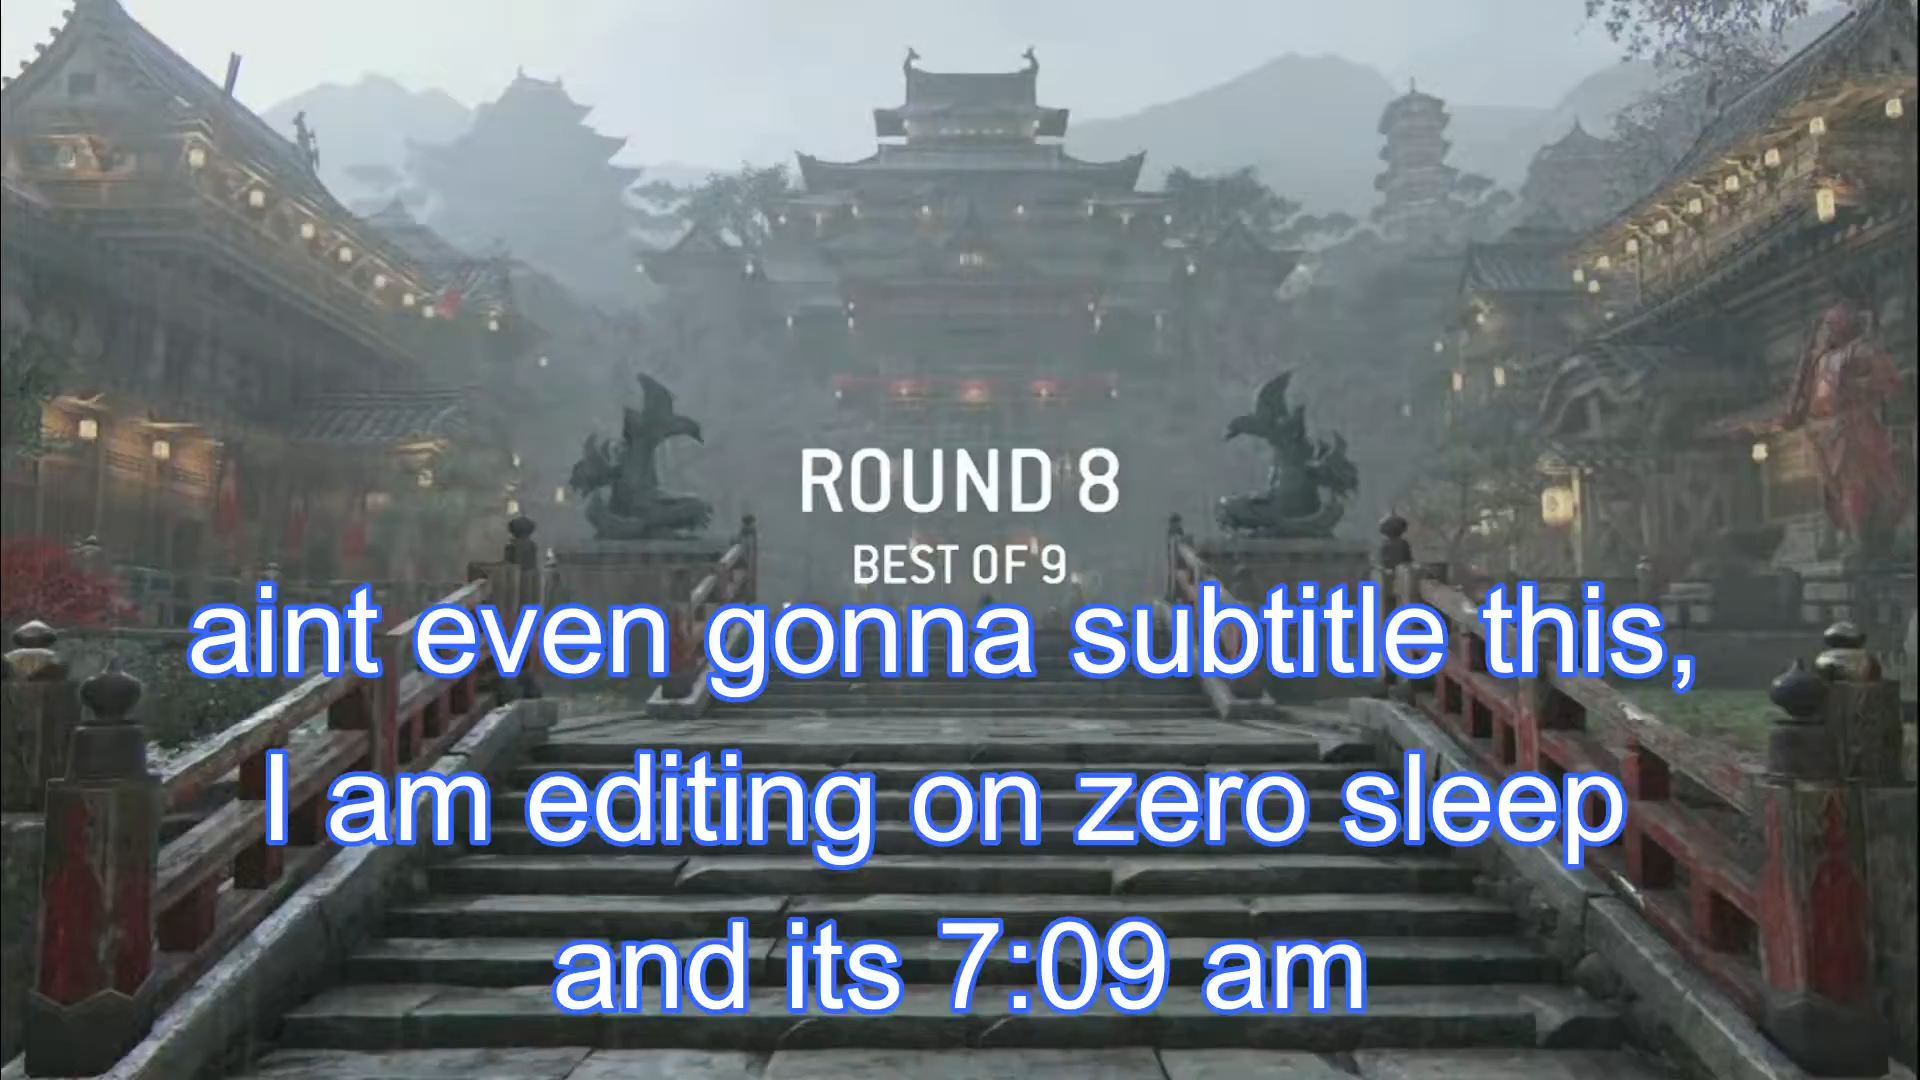 ROUND 8
BEST OF 9
aint even gonna subtitle this,
I am editing on zero sleep
and its 7:09 am